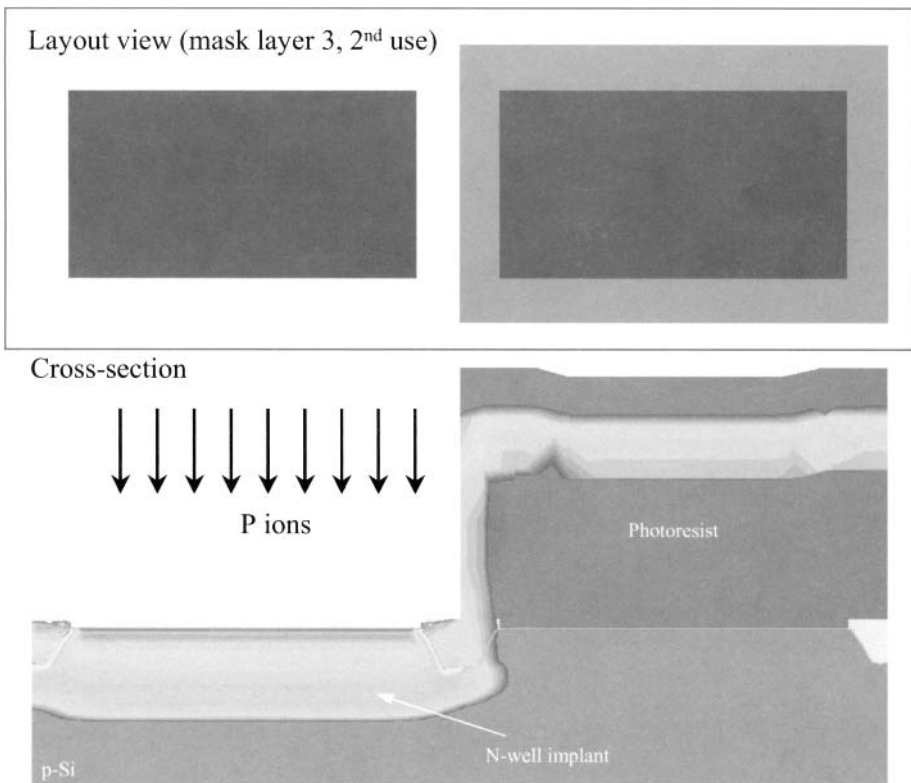 Layout view (mask layer 3, 2nd use)
Cross-section
P ions
Photoresist
N-well implant
p-Si